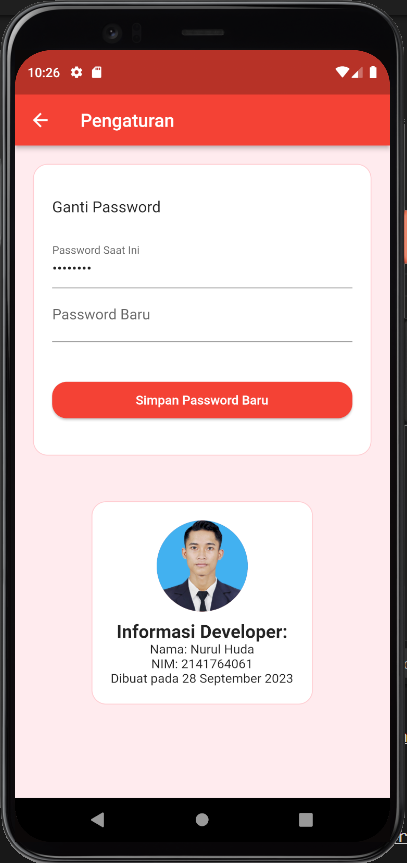 10:26
Pengaturan
Ganti Password
Password Saat Ini
••••••••
Password Baru
Simpan Password Baru
Informasi Developer:
Nama: Nurul Huda
NIM: 2141764061
Dibuat pada 28 September 2023